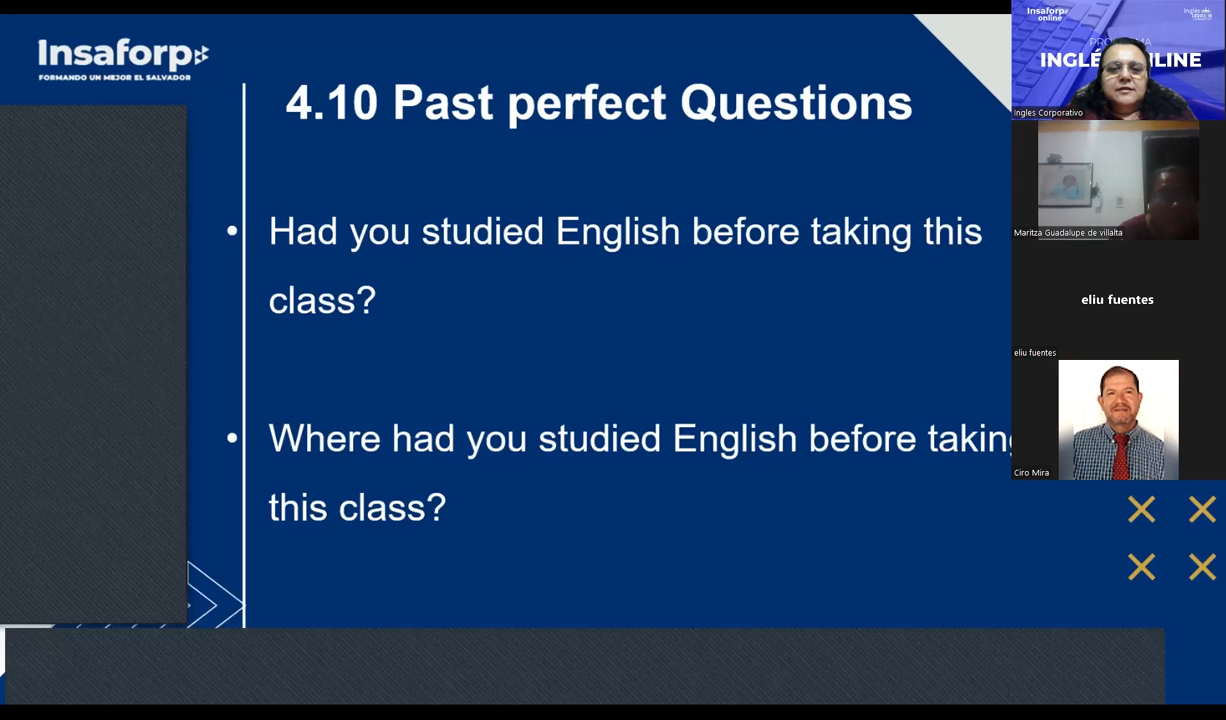 Insaforp
FORMANDO UN MEJOR EL SALVADOR
4.10 Past perfect Questions
• Had you studied English before taking this
class?
• Where had you studied English before taking
this class?
Insaforp
online
Inglés
INGLÉ
LINE
Ingles Corporativo
Maritza Guadalupe de villalta
eliu fuentes
eliu fuentes
Ciro Mira